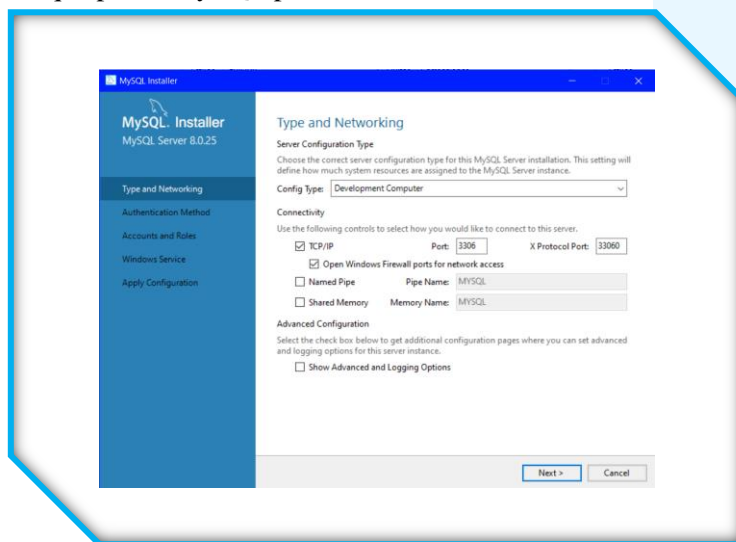 MySQL Installer
MySQL. Installer
MySQL Server 8.0.25
Type and Networking
Authentication Method
Accounts and Roles
Windows Service
Apply Configuration
Type and Networking
Server Configuration Type
Choose the correct server configuration type for this MySQL Server installation. This setting will
define how much system resources are assigned to the MySQL Server instance.
Config Type: Development Computer
Connectivity
Use the following controls to select how you would like to connect to this server.
TCP/IP Port: 3306 X Protocol Port: 33060
Open Windows Firewall ports for network access
Named Pipe Pipe Name: MYSQL
Shared Memory Memory Name: MYSQL
Advanced Configuration
Select the check box below to get additional configuration pages where you can set advanced
and logging options for this server instance.
Show Advanced and Logging Options
Next > Cancel